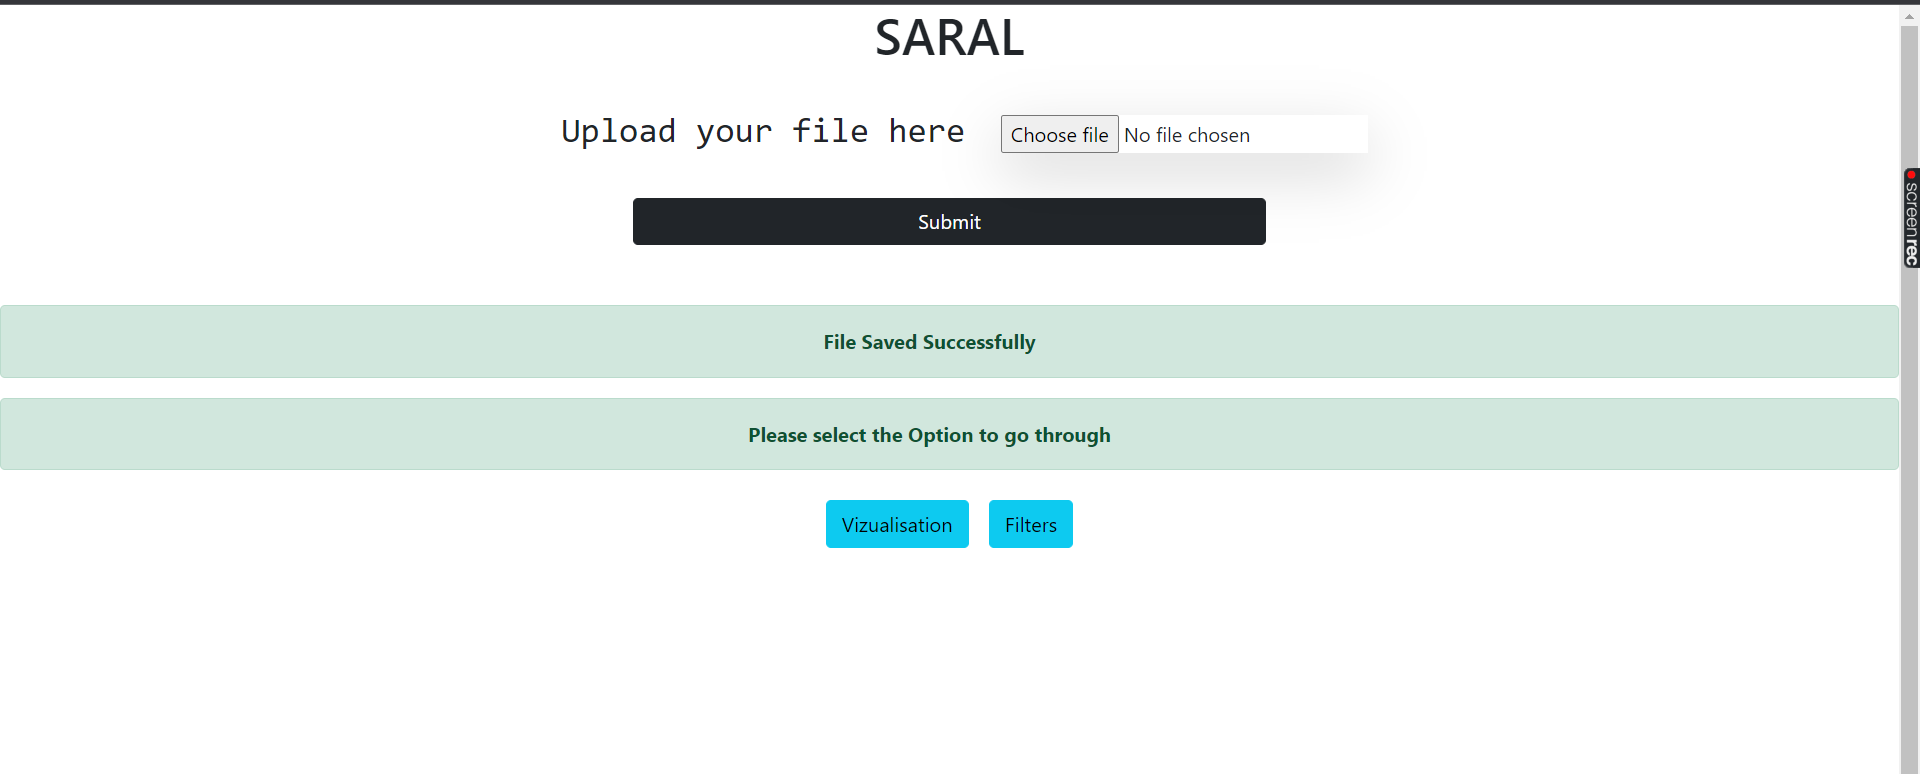 SARAL
Upload your file here Choose file No file chosen
Submit
File Saved Successfully
Please select the Option to go through
Vizualisation Filters
screenrec